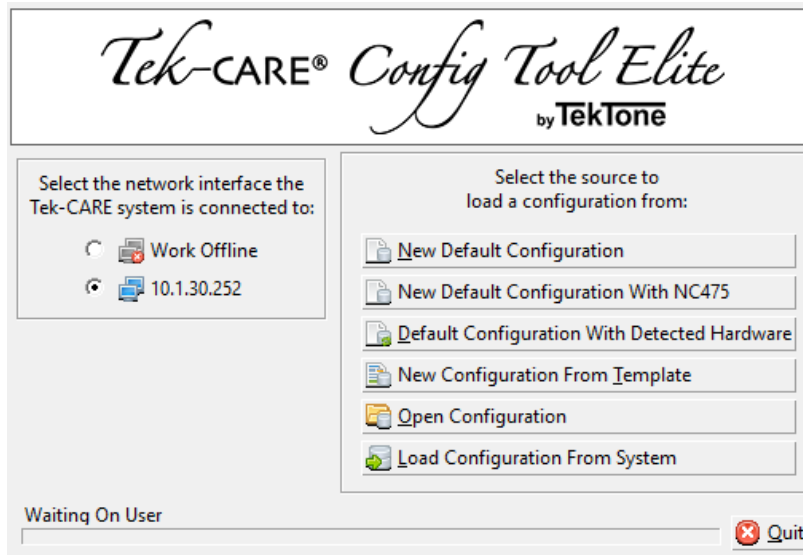 Tek-CARE® Config Tool Elite
by TekTone
Select the network interface the
Tek-CARE system is connected to:
Work Offline
10.1.30.252
Select the source to
load a configuration from:
New Default Configuration
New Default Configuration With NC475
Default Configuration With Detected Hardware
New Configuration From Template
Open Configuration
Load Configuration From System
Waiting On User
Quit